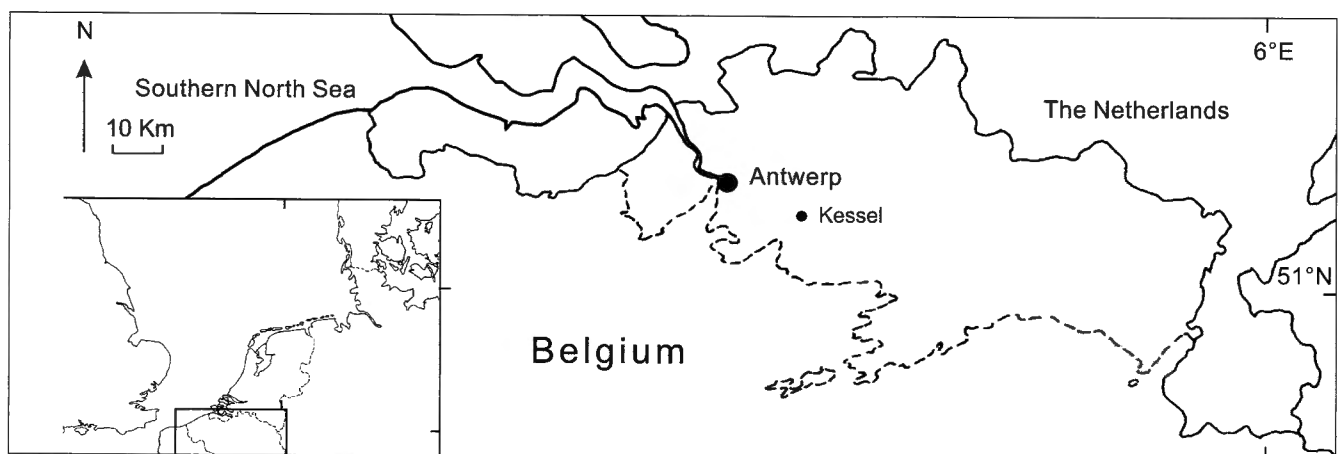 N
6°E
Southern North Sea
10 Km
The Netherlands
Antwerp
Kessel
51°N
Belgium